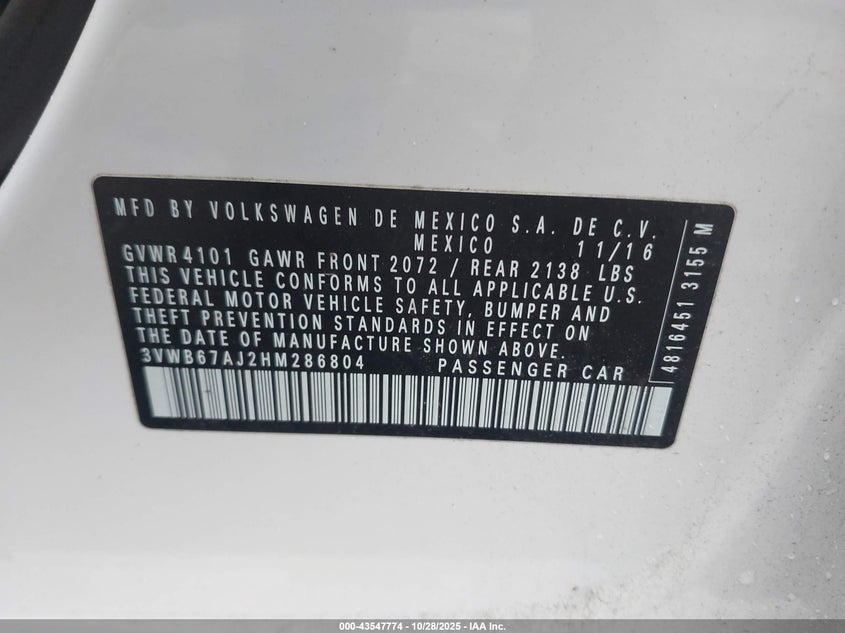 MFD BY VOLKSWAGEN DE MEXICO S.A. DE C.V.
MEXICO 11/16
GVWR 4101 GAWR FRONT 2072 / REAR 2138 LBS
THIS VEHICLE CONFORMS TO ALL APPLICABLE U.S.
FEDERAL MOTOR VEHICLE SAFETY, BUMPER AND
THEFT PREVENTION STANDARDS IN EFFECT ON
THE DATE OF MANUFACTURE SHOWN ABOVE.
3VWB67AJ2HM286804 PASSENGER CAR
4816451 3155 M
000-43547774 | 10/28/2025 - IAA Inc.